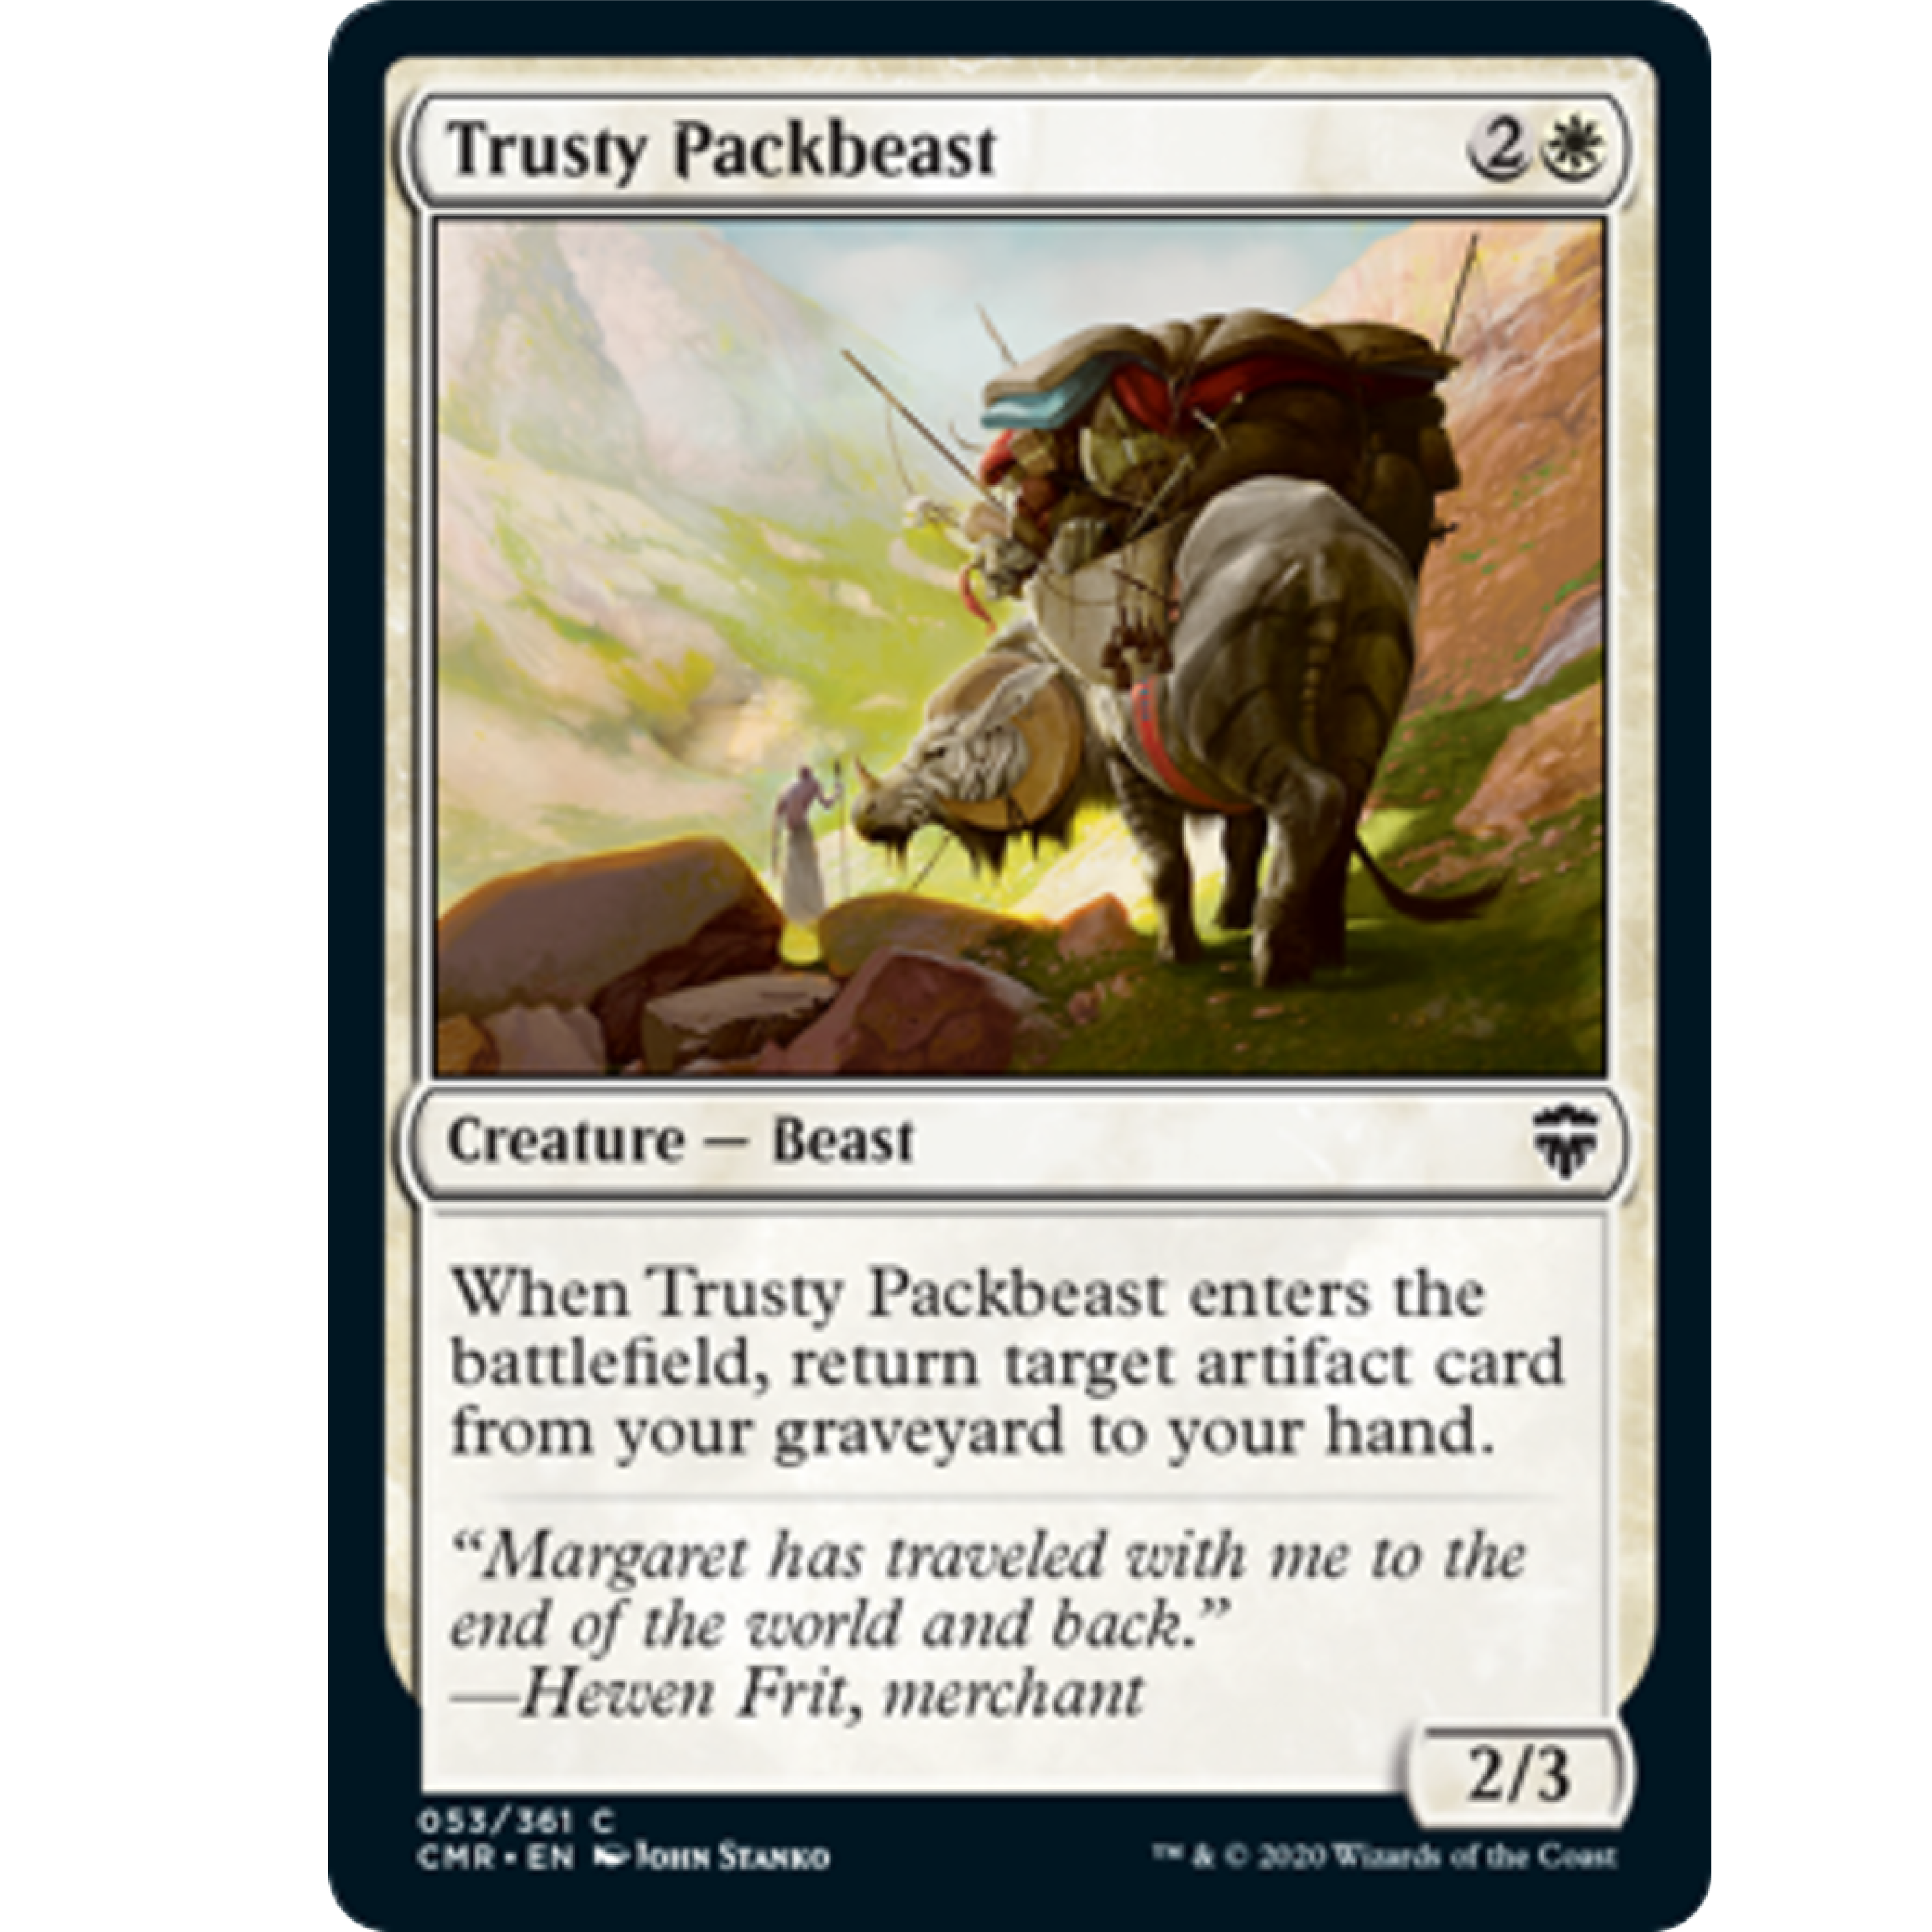 Trusty Packbeast 2
Creature — Beast
When Trusty Packbeast enters the
battlefield, return target artifact card
from your graveyard to your hand.
“Margaret has traveled with me to the
end of the world and back.”
—Hewen Frit, merchant
2/3
053/361 C
CMR • EN John Stanko
™ & © 2020 Wizards of the Coast